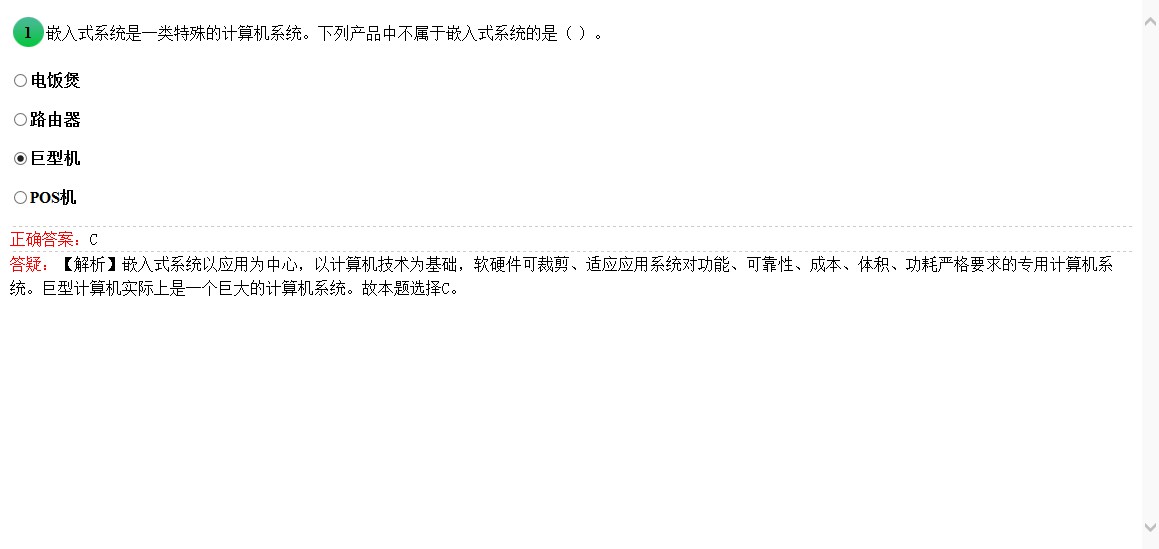 1 嵌入式系统是一类特殊的计算机系统。下列产品中不属于嵌入式系统的是（ ）。
电饭煲
路由器
巨型机
POS机
正确答案：C
答疑：【解析】嵌入式系统以应用为中心，以计算机技术为基础，软硬件可裁剪、适应应用系统对功能、可靠性、成本、体积、功耗严格要求的专用计算机系
统。巨型计算机实际上是一个巨大的计算机系统。故本题选择C。